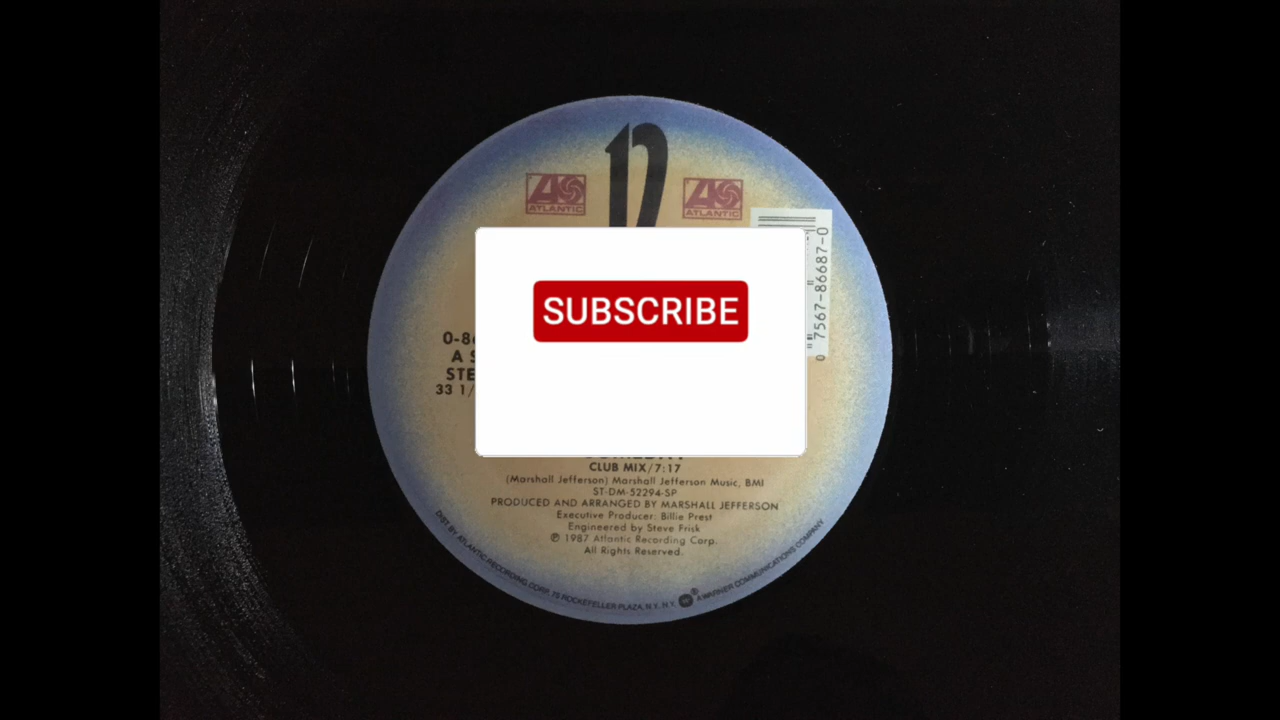 12
ATLANTIC
ATLANTIC
0 7567-86687-0
SUBSCRIBE
33 1/
CLUB MIX/7:17
(Marshall Jefferson) Marshall Jefferson Music, BMI
ST-DM-52294-SP
PRODUCED AND ARRANGED BY MARSHALL JEFFERSON
Executive Producer: Billie Prest
Engineered by Steve Frisk
℗ 1987 Atlantic Recording Corp.
All Rights Reserved.
DIST. BY ATLANTIC RECORDING CORP., 75 ROCKEFELLER PLAZA, N.Y., N.Y. ® A WARNER COMMUNICATIONS COMPANY